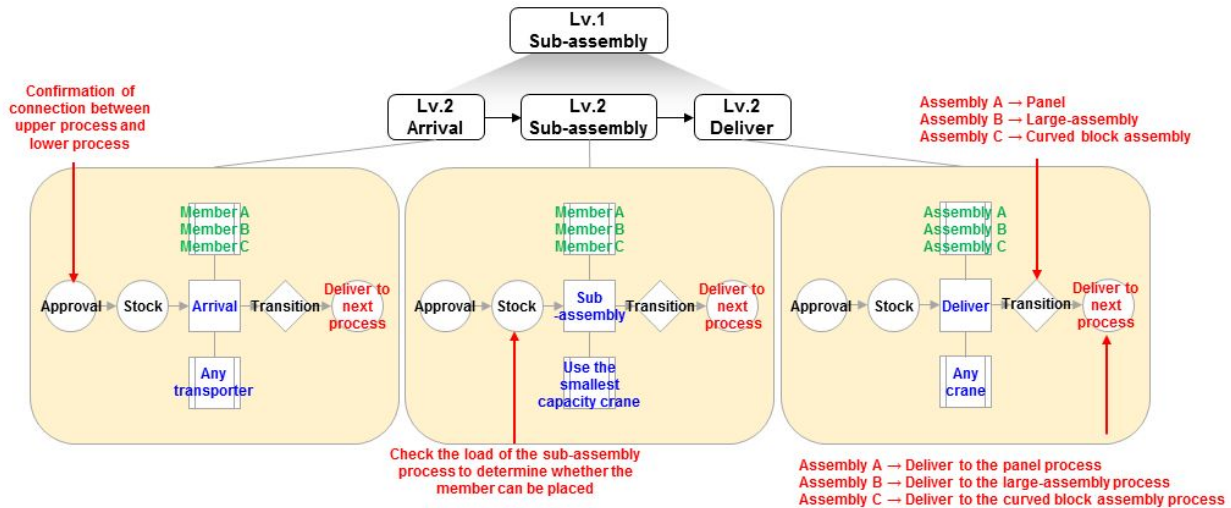 Lv.1
Sub-assembly
Lv.2
Arrival
Lv.2
Sub-assembly
Lv.2
Deliver
Confirmation of
connection between
upper process and
lower process
Assembly A → Panel
Assembly B → Large-assembly
Assembly C → Curved block assembly
Member A
Member B
Member C
Approval
Stock
Arrival
Transition
Deliver to
next
process
Any
transporter
Member A
Member B
Member C
Approval
Stock
Sub
-assembly
Transition
Deliver to
next
process
Use the
smallest
capacity crane
Assembly A
Assembly B
Assembly C
Approval
Stock
Deliver
Transition
Deliver to
next
process
Any
crane
Check the load of the sub-assembly
process to determine whether the
member can be placed
Assembly A → Deliver to the panel process
Assembly B → Deliver to the large-assembly process
Assembly C → Deliver to the curved block assembly process